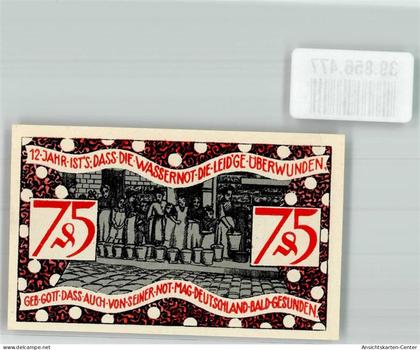 39.856.477
12·JAHR·IST'S·DASS·DIE·WASSERNOT·DIE·LEID'GE·ÜBERWUNDEN.
75 75
GEB·GOTT·DASS·AUCH·VON·SEINER·NOT·MAG·DEUTSCHLAND·BALD·GESUNDEN.
Ansichtskarten-Center